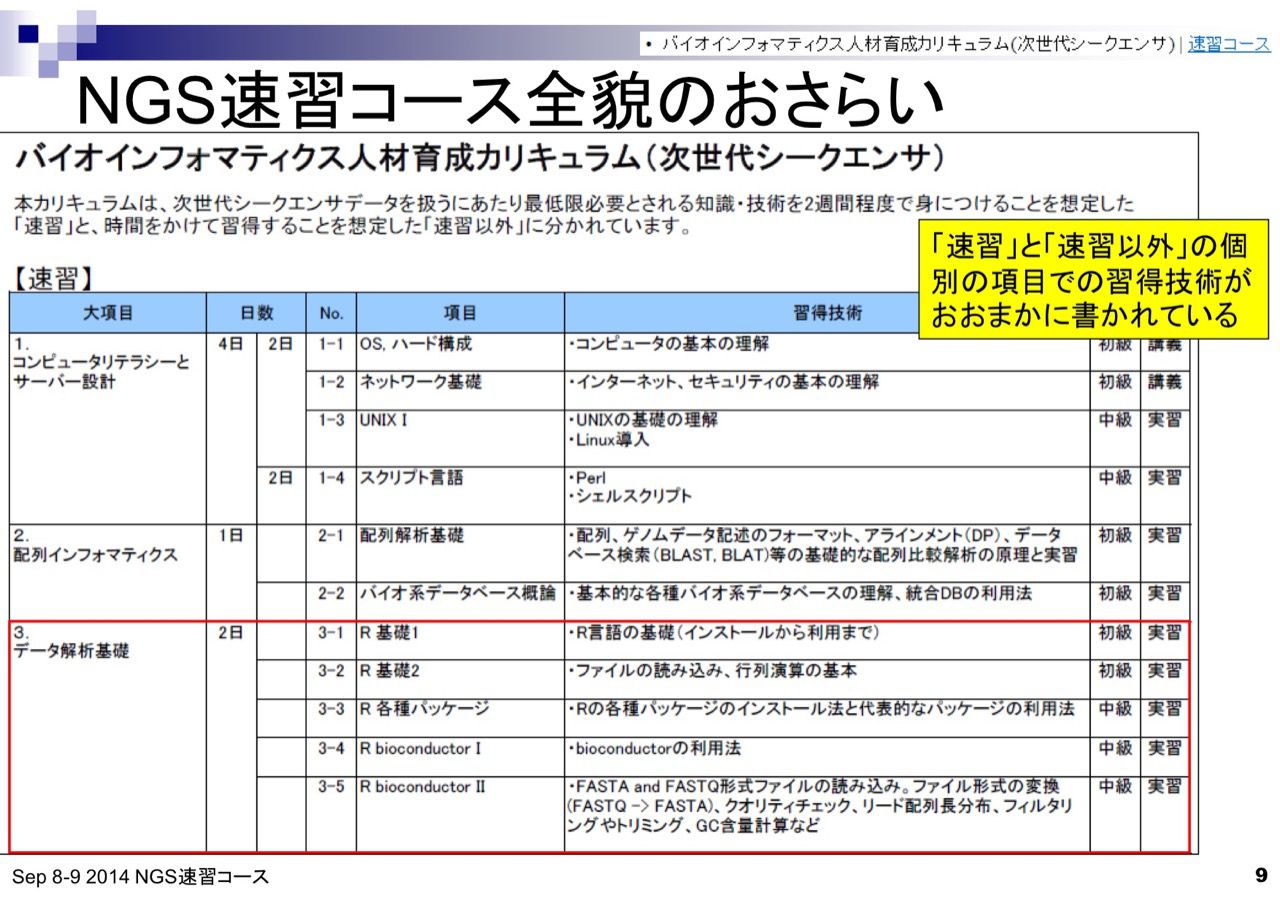 • バイオインフォマティクス人材育成カリキュラム(次世代シークエンサ) | 速習コース
NGS速習コース全貌のおさらい
バイオインフォマティクス人材育成カリキュラム(次世代シークエンサ)
本カリキュラムは、次世代シークエンサデータを扱うにあたり最低限必要とされる知識・技術を2週間程度で身につけることを想定した
「速習」と、時間をかけて習得することを想定した「速習以外」に分かれています。
「速習」と「速習以外」の個
別の項目での習得技術が
おおまかに書かれている
【速習】
大項目 日数 No. 項目 習得技術
1. 4日 2日 1-1 OS, ハード構成 ・コンピュータの基本の理解 初級 講義
コンピュータリテラシーと
サーバー設計
1-2 ネットワーク基礎 ・インターネット、セキュリティの基本の理解 初級 講義
1-3 UNIX I ・UNIXの基礎の理解 中級 実習
・Linux導入
2日 1-4 スクリプト言語 ・Perl 中級 実習
・シェルスクリプト
2. 1日 2-1 配列解析基礎 ・配列、ゲノムデータ記述のフォーマット、アラインメント(DP)、データ 初級 実習
配列インフォマティクス ベース検索(BLAST, BLAT)等の基礎的な配列比較解析の原理と実習
2-2 バイオ系データベース概論 ・基本的な各種バイオ系データベースの理解、統合DBの利用法 初級 実習
3. 2日 3-1 R 基礎1 ・R言語の基礎(インストールから利用まで) 初級 実習
データ解析基礎
3-2 R 基礎2 ・ファイルの読み込み、行列演算の基本 初級 実習
3-3 R 各種パッケージ ・Rの各種パッケージのインストール法と代表的なパッケージの利用法 中級 実習
3-4 R bioconductor I ・bioconductorの利用法 中級 実習
3-5 R bioconductor II ・FASTA and FASTQ形式ファイルの読み込み。ファイル形式の変換 中級 実習
(FASTQ -> FASTA)、クオリティチェック、リード配列長分布、フィルタリ
ングやトリミング、GC含量計算など
Sep 8-9 2014 NGS速習コース
9